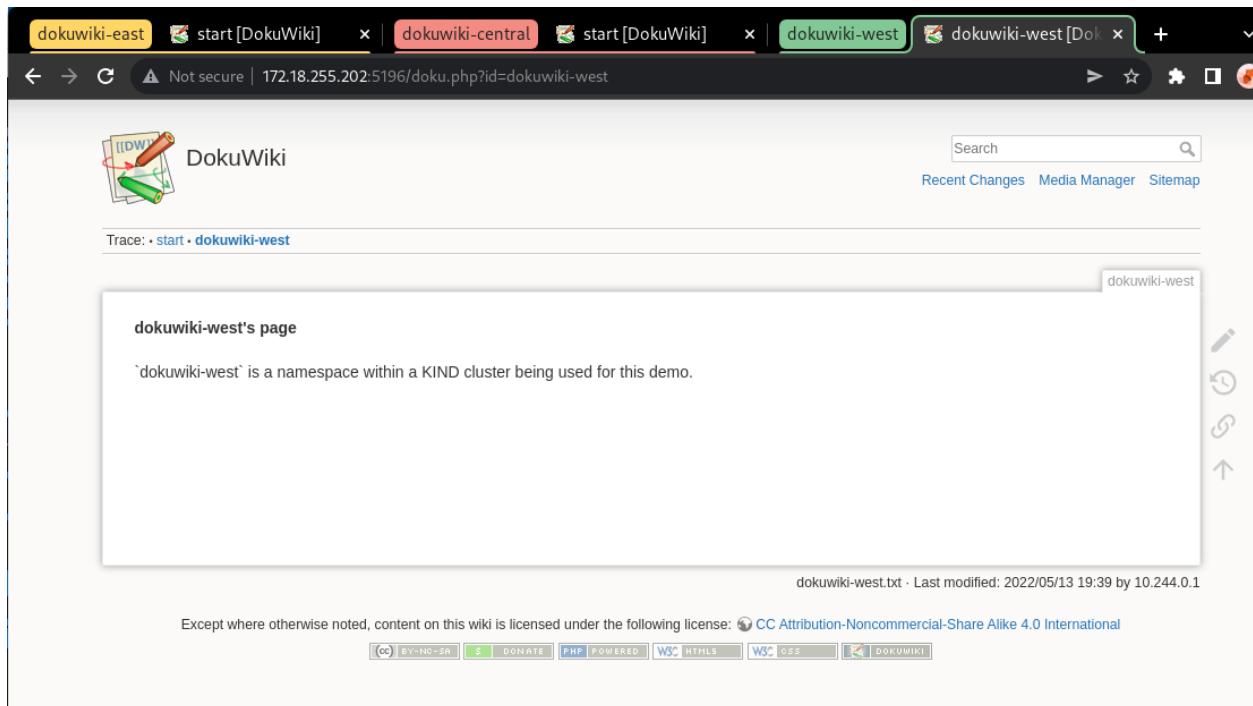 dokuwiki-east start [DokuWiki] × dokuwiki-central start [DokuWiki] × dokuwiki-west dokuwiki-west [Dok × +
Not secure | 172.18.255.202:5196/doku.php?id=dokuwiki-west
[[DW]]
DokuWiki
Search
Recent Changes Media Manager Sitemap
Trace: • start • dokuwiki-west
dokuwiki-west
dokuwiki-west's page
`dokuwiki-west` is a namespace within a KIND cluster being used for this demo.
dokuwiki-west.txt · Last modified: 2022/05/13 19:39 by 10.244.0.1
Except where otherwise noted, content on this wiki is licensed under the following license: CC Attribution-Noncommercial-Share Alike 4.0 International
(cc) BY-NC-SA $ DONATE PHP POWERED W3C HTML5 W3C CSS DOKUWIKI